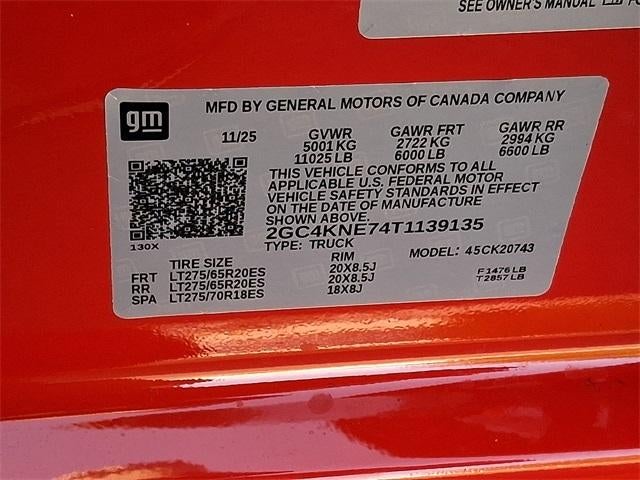 SEE OWNER'S MANUAL
gm
MFD BY GENERAL MOTORS OF CANADA COMPANY
11/25 GVWR GAWR FRT GAWR RR
5001 KG 2722 KG 2994 KG
11025 LB 6000 LB 6600 LB
THIS VEHICLE CONFORMS TO ALL
APPLICABLE U.S. FEDERAL MOTOR
VEHICLE SAFETY STANDARDS IN EFFECT
ON THE DATE OF MANUFACTURE
SHOWN ABOVE.
2GC4KNE74T1139135
130X
TYPE: TRUCK MODEL: 45CK20743
TIRE SIZE RIM
FRT LT275/65R20ES 20X8.5J F1476 LB
RR LT275/65R20ES 20X8.5J T2857 LB
SPA LT275/70R18ES 18X8J